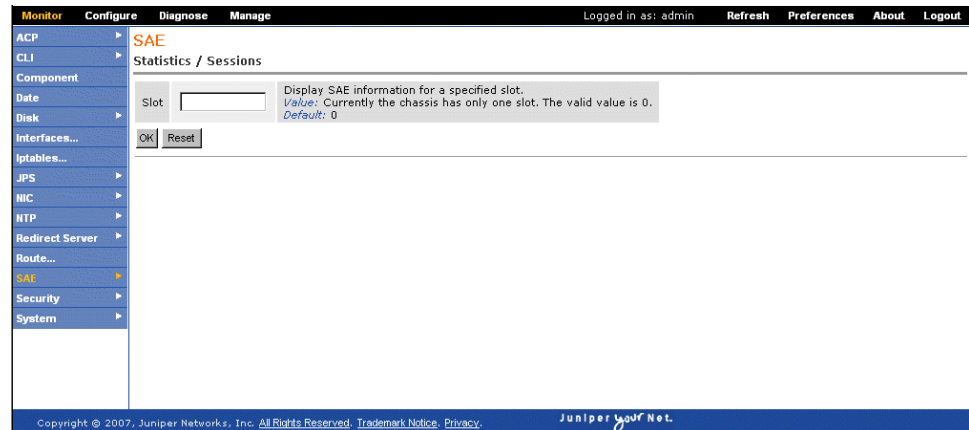 Monitor Configure Diagnose Manage Logged in as: admin Refresh Preferences About Logout
ACP
CLI
Component
Date
Disk
Interfaces...
Iptables...
JPS
NIC
NTP
Redirect Server
Route...
SAE
Security
System
SAE
Statistics / Sessions
Slot
Display SAE information for a specified slot.
Value: Currently the chassis has only one slot. The valid value is 0.
Default: 0
OK Reset
Copyright © 2007, Juniper Networks, Inc. All Rights Reserved. Trademark Notice. Privacy.
Juniper your Net.